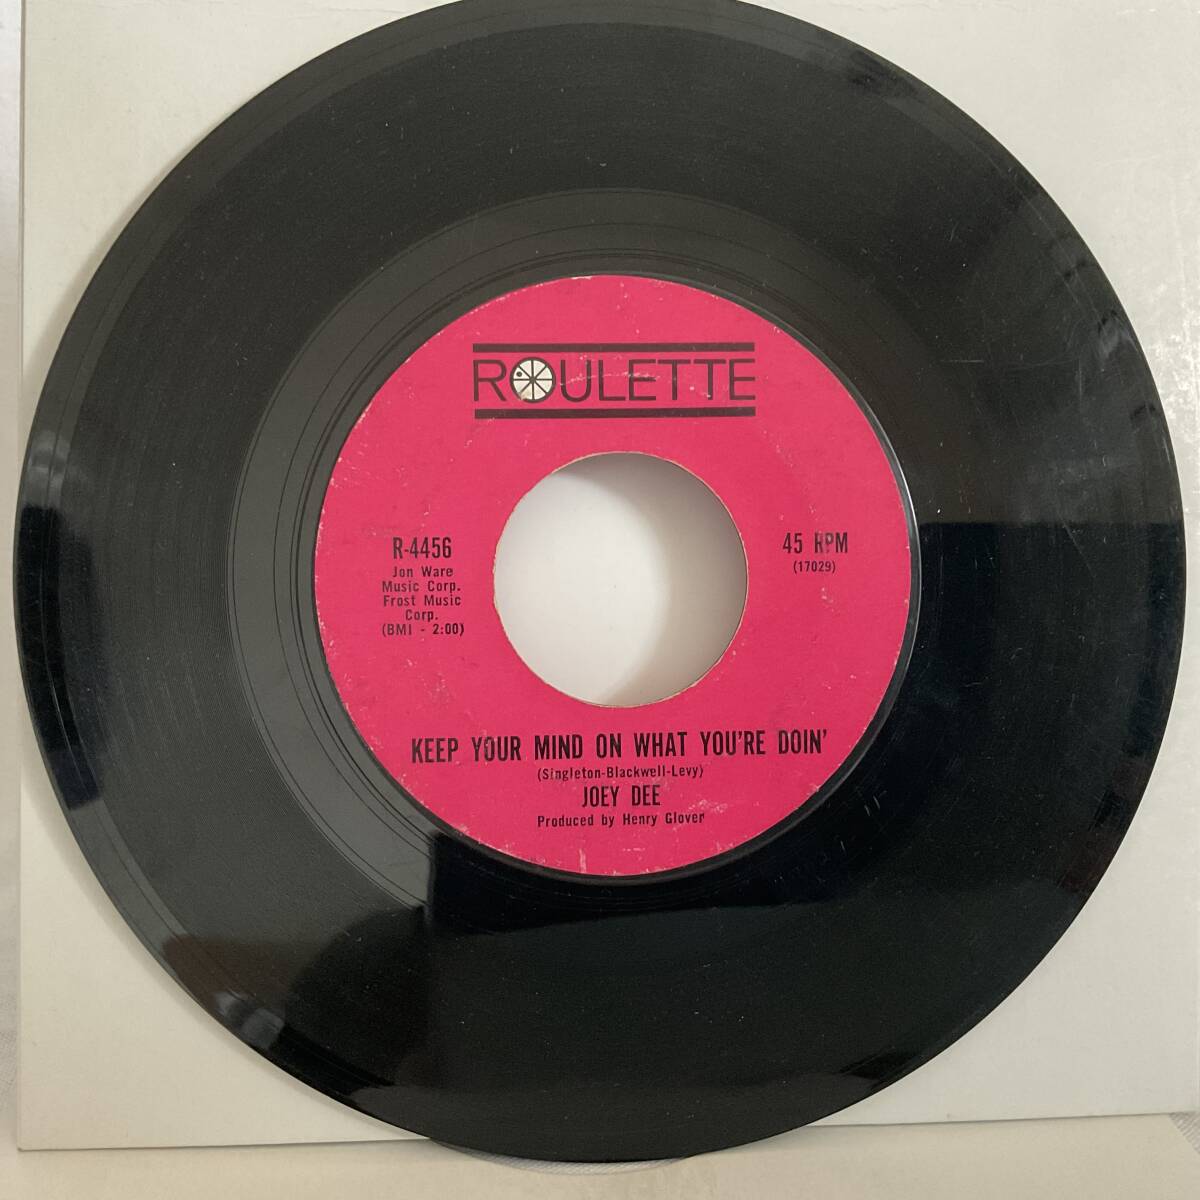 ROULETTE
R-4456
Jon Ware
Music Corp.
Frost Music
Corp.
(BMI - 2:00)
45 RPM
(17029)
KEEP YOUR MIND ON WHAT YOU'RE DOIN'
(Singleton-Blackwell-Levy)
JOEY DEE
Produced by Henry Glover